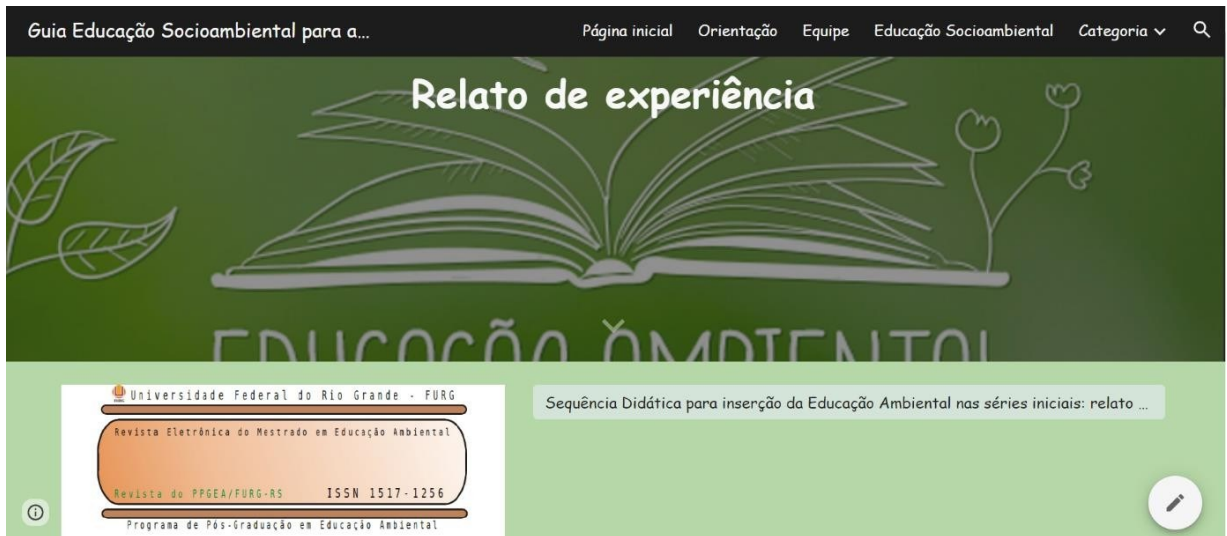 Guia Educação Socioambiental para a... Página inicial Orientação Equipe Educação Socioambiental Categoria
Relato de experiência
EDUCAÇÃO AMBIENTAL
Universidade Federal do Rio Grande - FURG
Revista Eletrônica do Mestrado em Educação Ambiental
Revista do PPGEA/FURG-RS ISSN 1517-1256
Programa de Pós-Graduação em Educação Ambiental
Sequência Didática para inserção da Educação Ambiental nas séries iniciais: relato ...